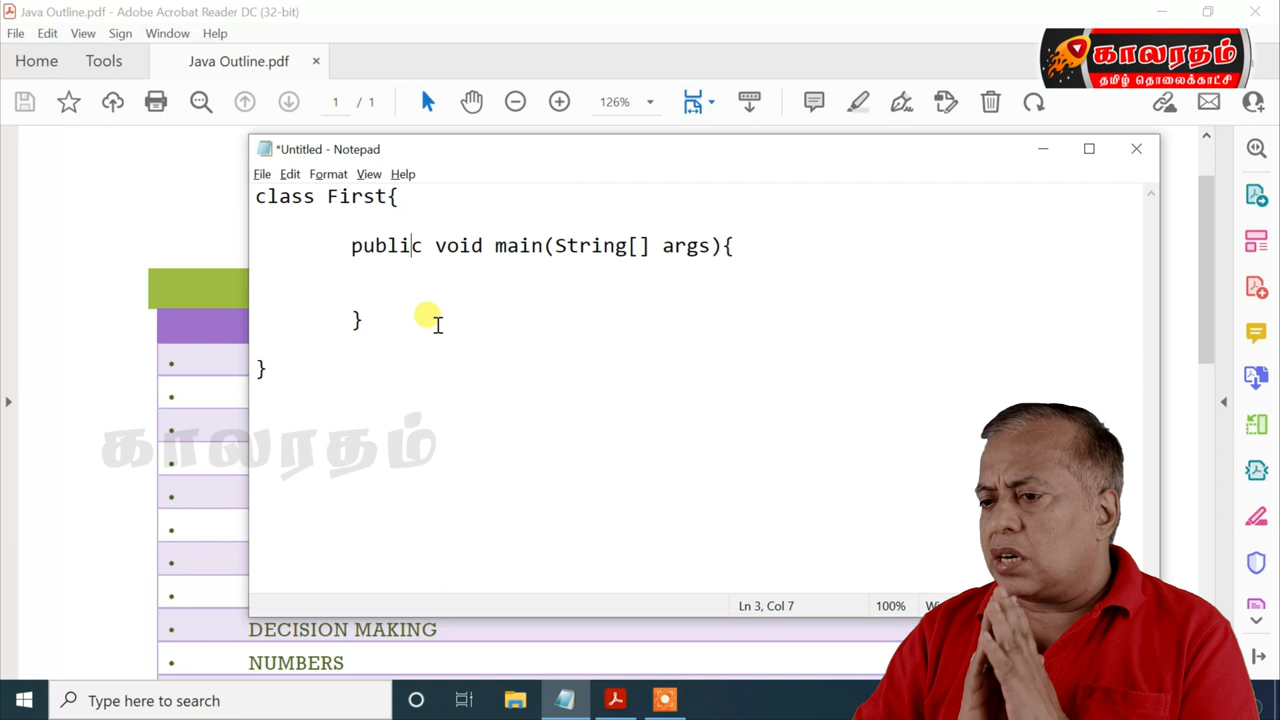 Java Outline.pdf - Adobe Acrobat Reader DC (32-bit)
File Edit View Sign Window Help
Home Tools Java Outline.pdf
காலரதம்
தமிழ் தொலைக்காட்சி
1 / 1 126%
*Untitled - Notepad
File Edit Format View Help
class First{
public void main(String[] args){
}
}
காலரதம்
Ln 3, Col 7 100%
DECISION MAKING
NUMBERS
Type here to search